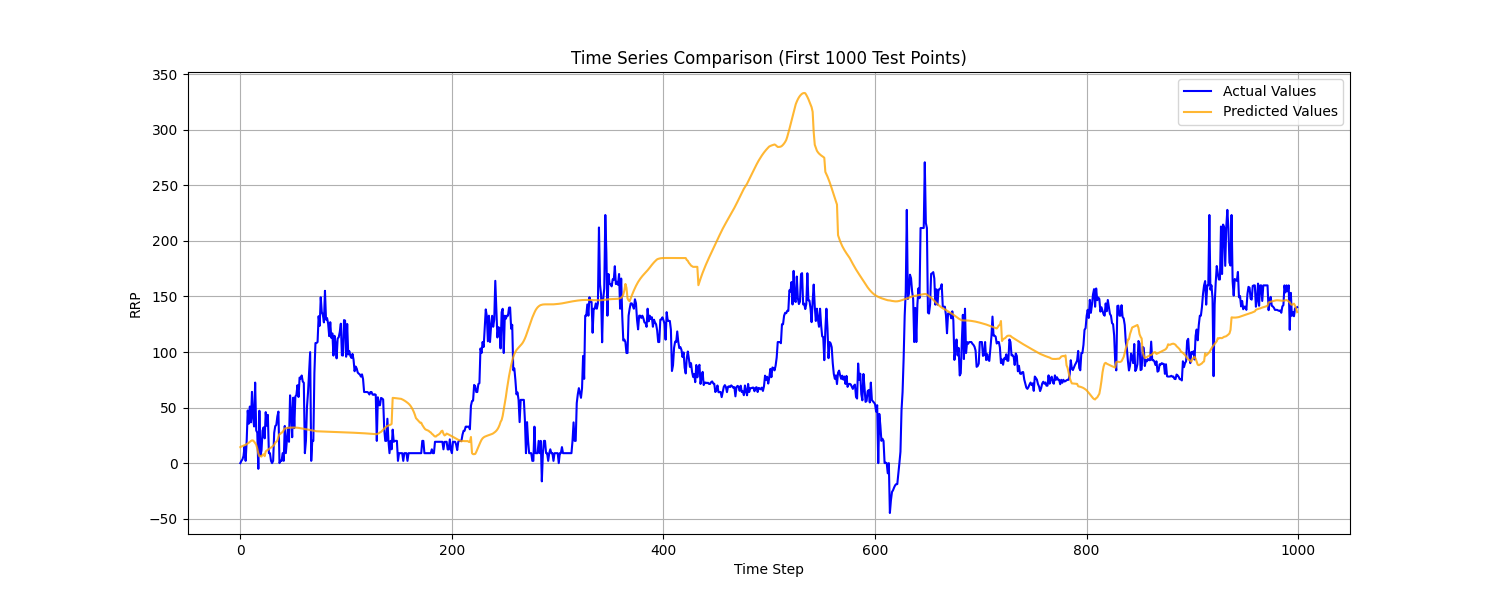 Time Series Comparison (First 1000 Test Points)
Actual Values
Predicted Values
RRP
350
300
250
200
150
100
50
0
−50
0 200 400 600 800 1000
Time Step